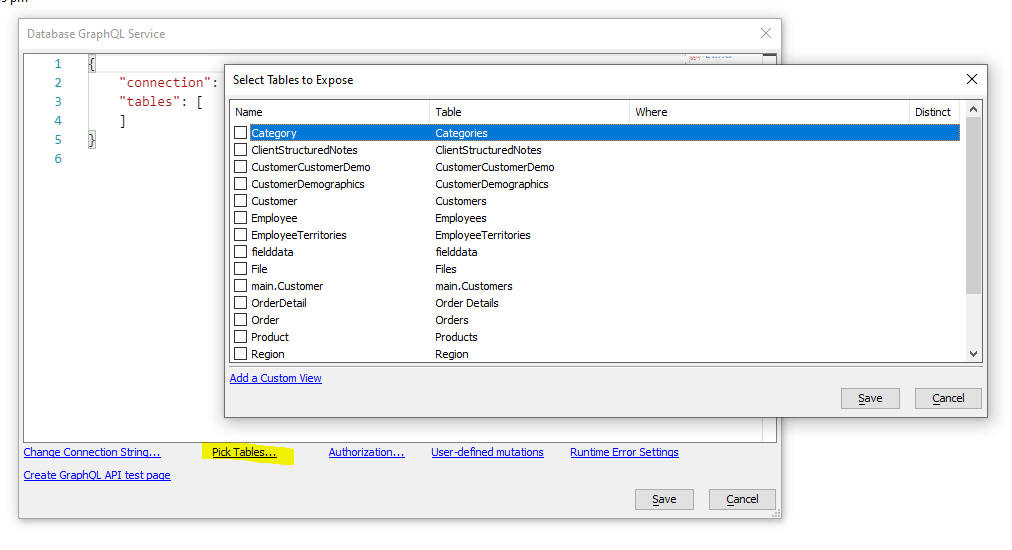 pm
Database GraphQL Service
1 {
2 "connection":
3 "tables": [
4 ]
5 }
6
Select Tables to Expose
Name Table Where Distinct
Category Categories
ClientStructuredNotes ClientStructuredNotes
CustomerCustomerDemo CustomerCustomerDemo
CustomerDemographics CustomerDemographics
Customer Customers
Employee Employees
EmployeeTerritories EmployeeTerritories
fielddata fielddata
File Files
main.Customer main.Customers
OrderDetail Order Details
Order Orders
Product Products
Region Region
Add a Custom View
Save Cancel
Change Connection String... Pick Tables... Authorization... User-defined mutations Runtime Error Settings
Create GraphQL API test page
Save Cancel